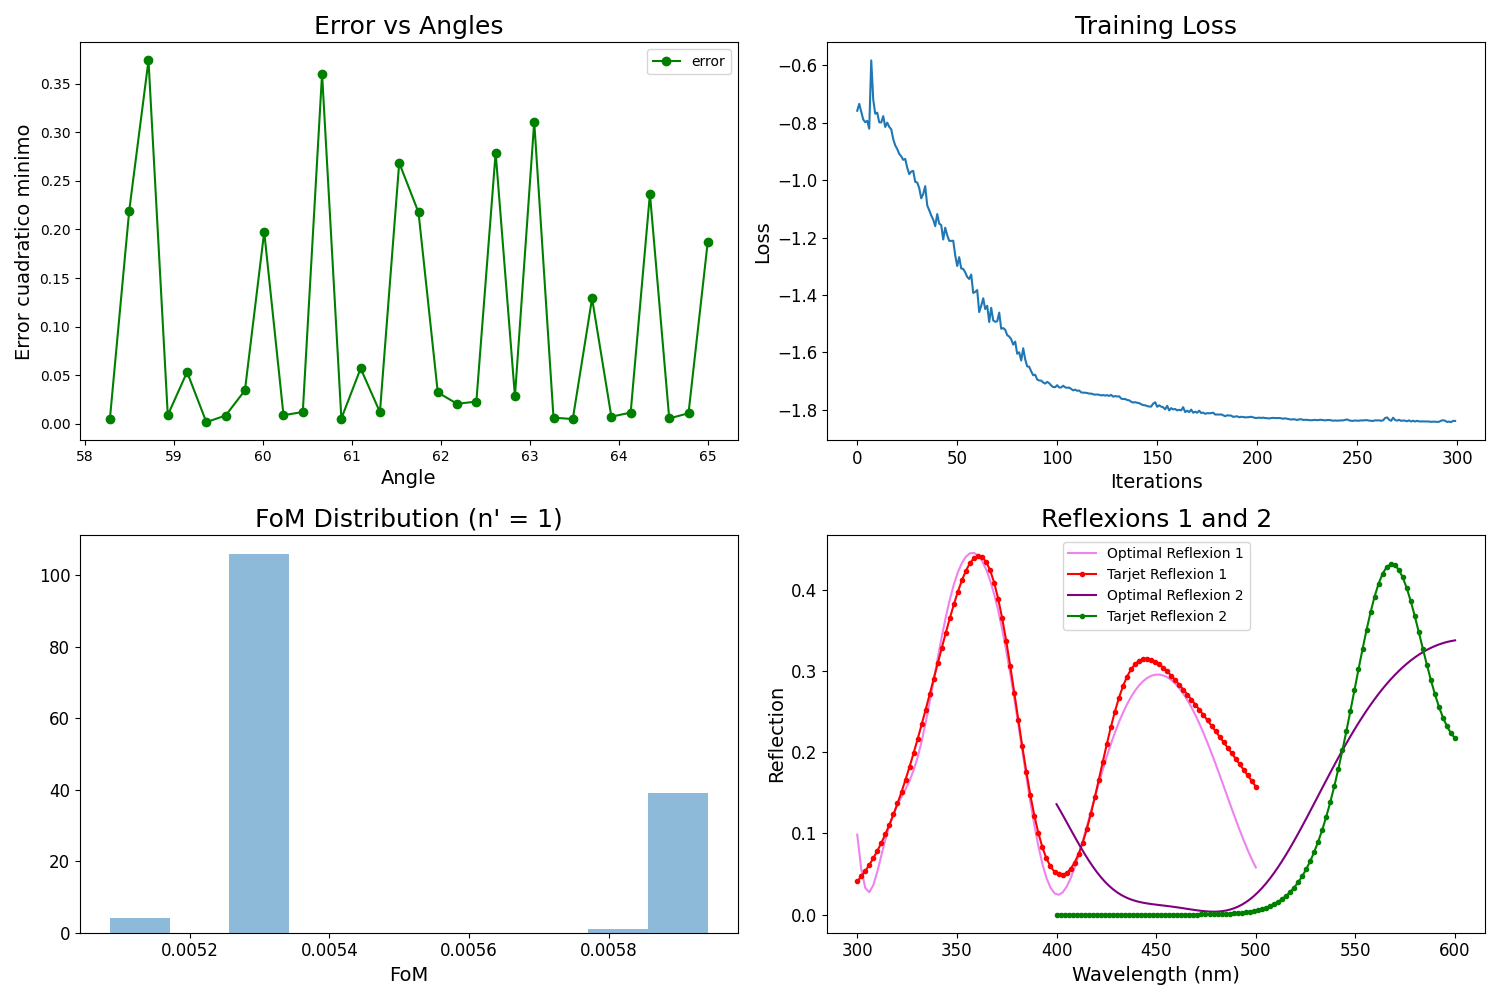 Error vs Angles
error
Error cuadratico minimo
0.35
0.30
0.25
0.20
0.15
0.10
0.05
0.00
58 59 60 61 62 63 64 65
Angle
Training Loss
Loss
−0.6
−0.8
−1.0
−1.2
−1.4
−1.6
−1.8
0 50 100 150 200 250 300
Iterations
FoM Distribution (n' = 1)
100
80
60
40
20
0
0.0052 0.0054 0.0056 0.0058
FoM
Reflexions 1 and 2
Optimal Reflexion 1
Tarjet Reflexion 1
Optimal Reflexion 2
Tarjet Reflexion 2
Reflection
0.4
0.3
0.2
0.1
0.0
300 350 400 450 500 550 600
Wavelength (nm)